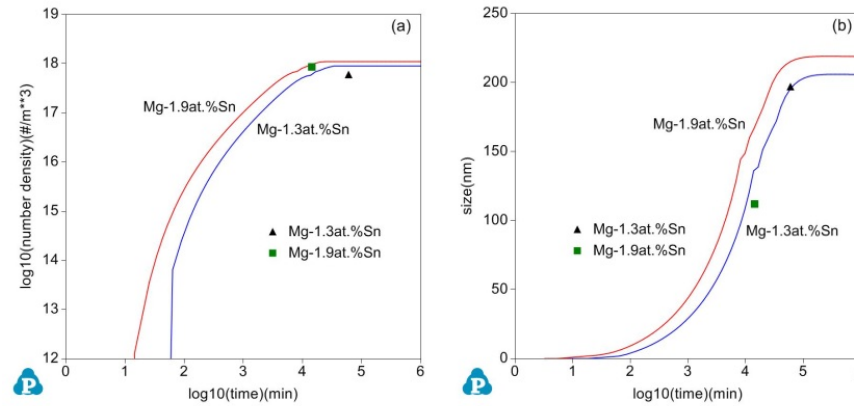 (a)
log10(number density)(#/m**3)
19
18
17
16
15
14
13
12
Mg-1.9at.%Sn
Mg-1.3at.%Sn
Mg-1.3at.%Sn
Mg-1.9at.%Sn
0 1 2 3 4 5 6
log10(time)(min)
P
(b)
size(nm)
250
200
150
100
50
0
Mg-1.9at.%Sn
Mg-1.3at.%Sn
Mg-1.9at.%Sn
Mg-1.3at.%Sn
0 1 2 3 4 5
log10(time)(min)
P